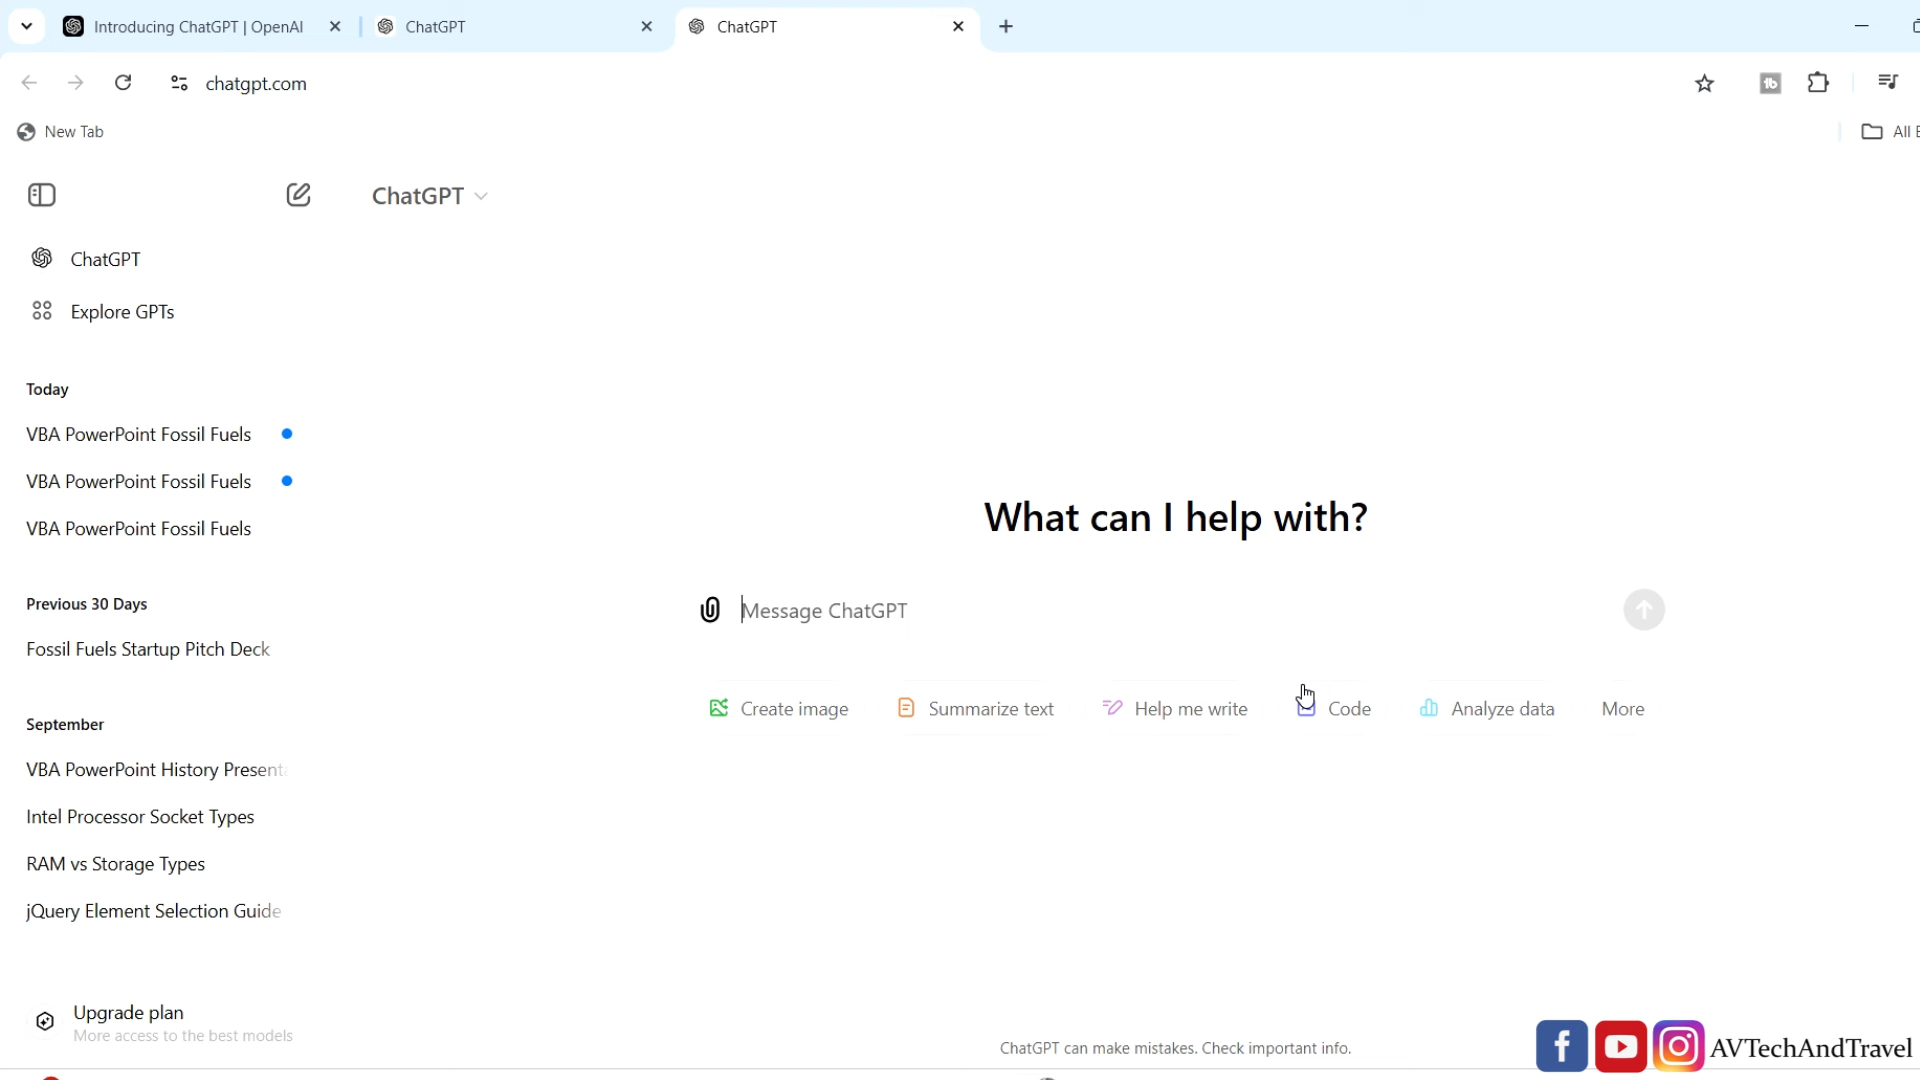 Introducing ChatGPT | OpenAI
ChatGPT
ChatGPT
chatgpt.com
New Tab
All
ChatGPT
ChatGPT
Explore GPTs
Today
VBA PowerPoint Fossil Fuels
VBA PowerPoint Fossil Fuels
VBA PowerPoint Fossil Fuels
Previous 30 Days
Fossil Fuels Startup Pitch Deck
September
VBA PowerPoint History Present
Intel Processor Socket Types
RAM vs Storage Types
jQuery Element Selection Guide
Upgrade plan
More access to the best models
What can I help with?
Message ChatGPT
Create image
Summarize text
Help me write
Code
Analyze data
More
ChatGPT can make mistakes. Check important info.
AVTechAndTravel